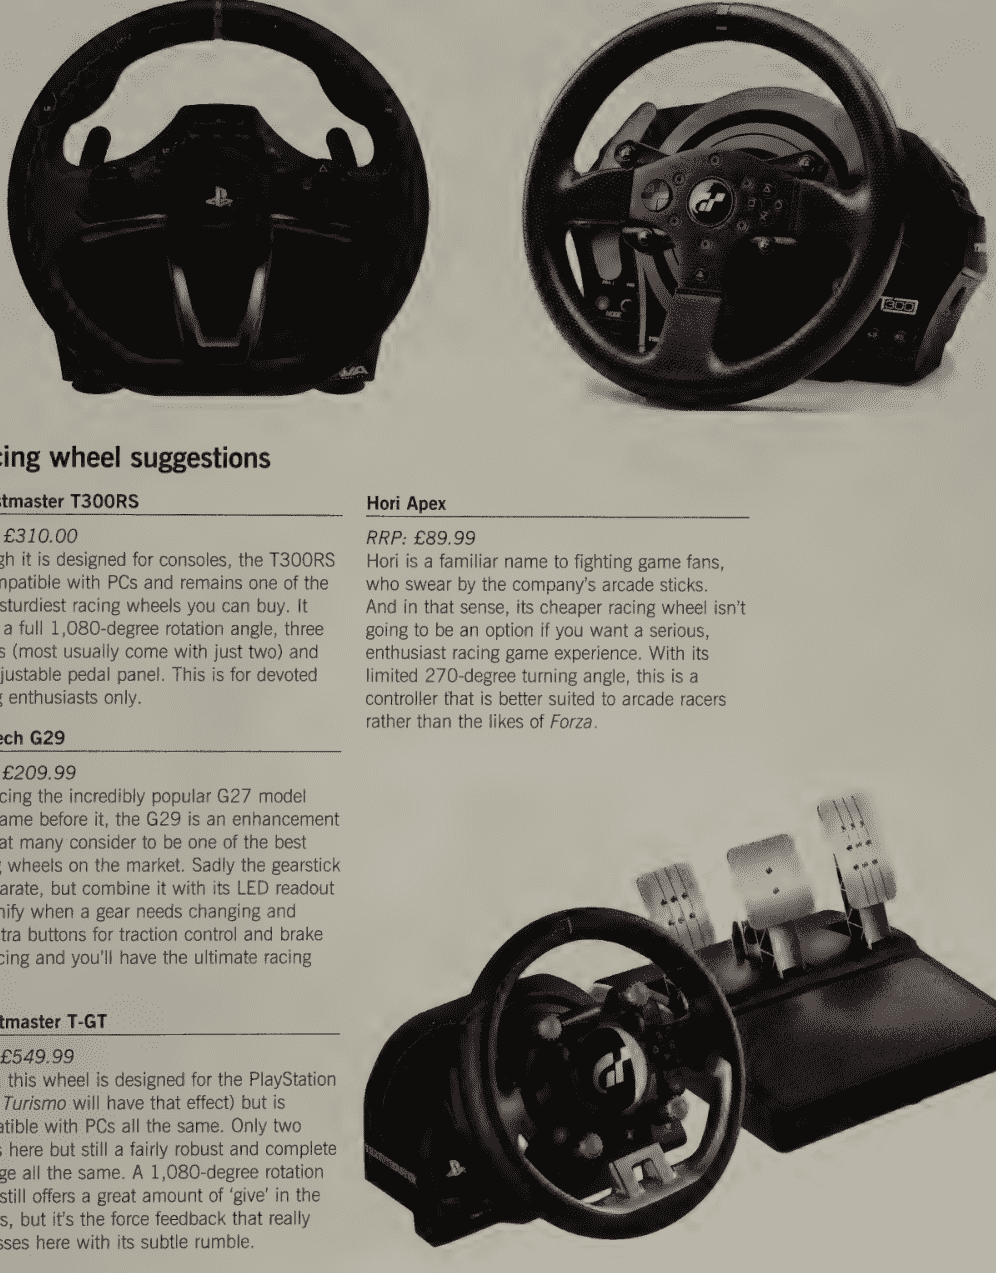 cing wheel suggestions
stmaster T300RS
£310.00
gh it is designed for consoles, the T300RS
mpatible with PCs and remains one of the
sturdiest racing wheels you can buy. It
a full 1,080-degree rotation angle, three
s (most usually come with just two) and
justable pedal panel. This is for devoted
g enthusiasts only.
ech G29
£209.99
cing the incredibly popular G27 model
ame before it, the G29 is an enhancement
at many consider to be one of the best
g wheels on the market. Sadly the gearstick
arate, but combine it with its LED readout
nify when a gear needs changing and
tra buttons for traction control and brake
cing and you'll have the ultimate racing
tmaster T-GT
£549.99
this wheel is designed for the PlayStation
Turismo will have that effect) but is
atible with PCs all the same. Only two
s here but still a fairly robust and complete
ge all the same. A 1,080-degree rotation
still offers a great amount of ‘give’ in the
s, but it's the force feedback that really
sses here with its subtle rumble.
Hori Apex
RRP: £89.99
Hori is a familiar name to fighting game fans,
who swear by the company's arcade sticks.
And in that sense, its cheaper racing wheel isn't
going to be an option if you want a serious,
enthusiast racing game experience. With its
limited 270-degree turning angle, this is a
controller that is better suited to arcade racers
rather than the likes of Forza.
300
MODE